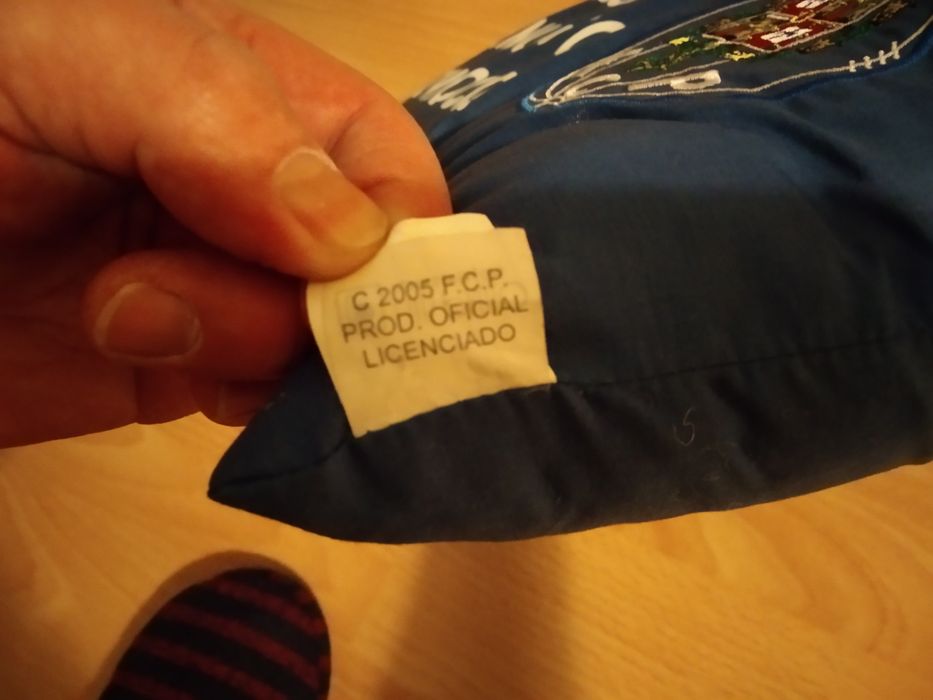 C 2005 F.C.P.
PROD. OFICIAL
LICENCIADO